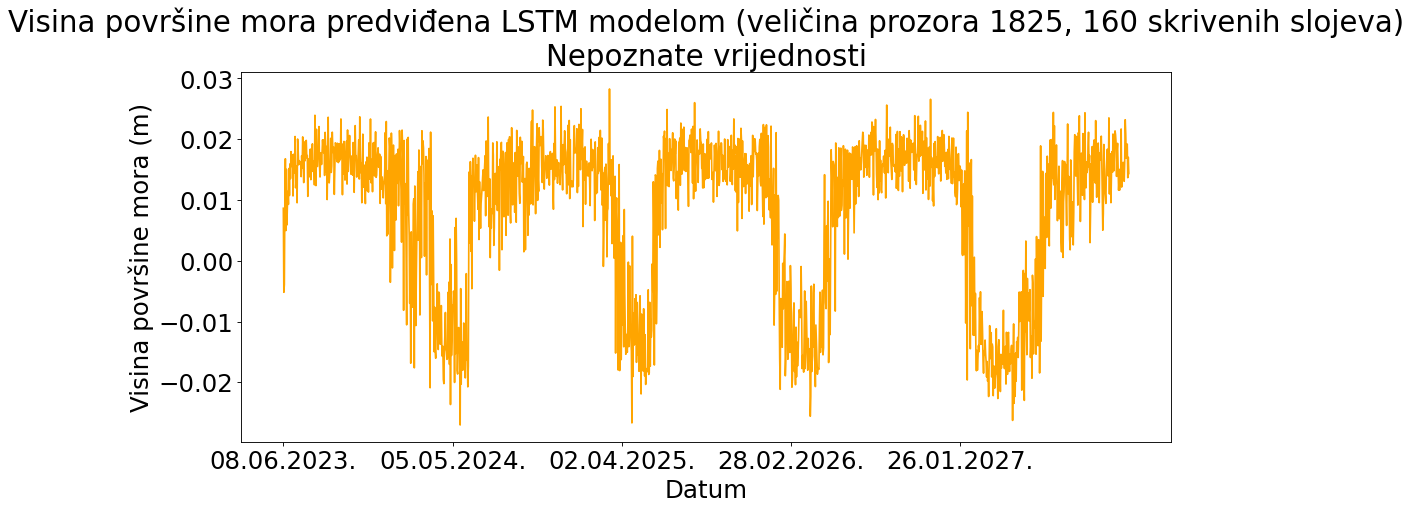 Visina površine mora predviđena LSTM modelom (veličina prozora 1825, 160 skrivenih slojeva)
Nepoznate vrijednosti
Visina površine mora (m)
0.03
0.02
0.01
0.00
−0.01
−0.02
08.06.2023. 05.05.2024. 02.04.2025. 28.02.2026. 26.01.2027.
Datum